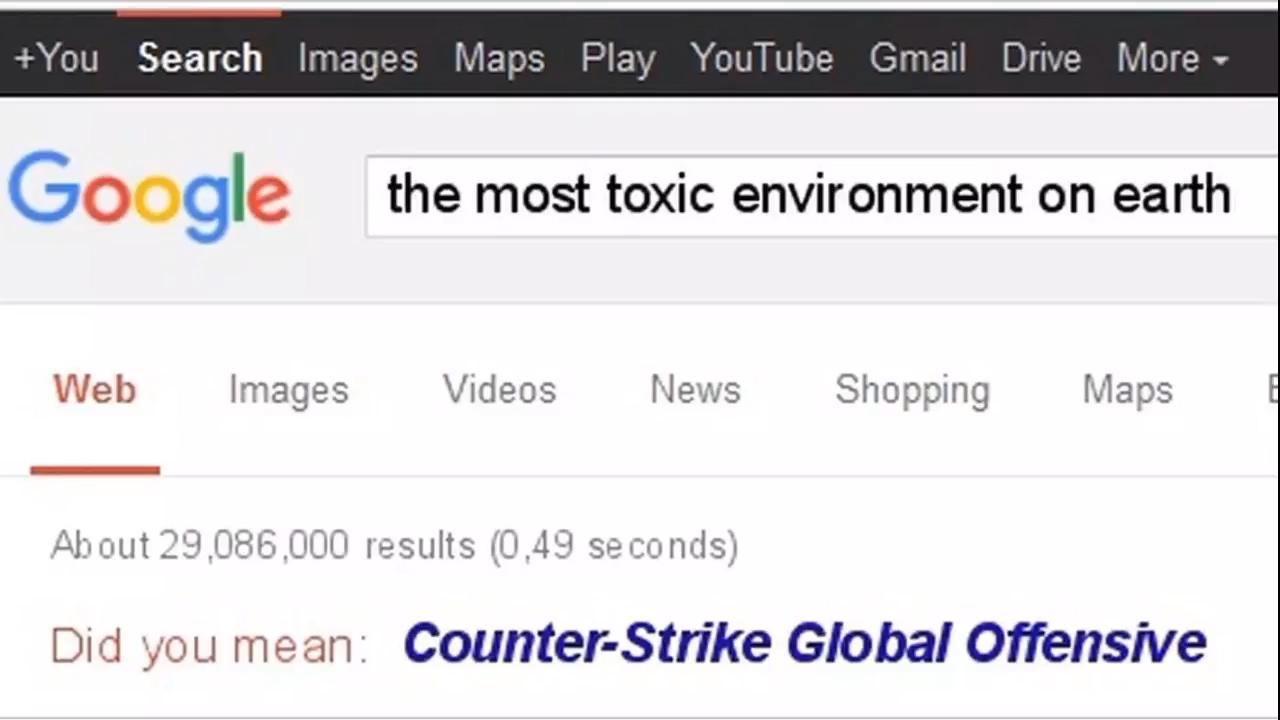 +You Search Images Maps Play YouTube Gmail Drive More
Google the most toxic environment on earth
Web Images Videos News Shopping Maps
About 29,086,000 results (0,49 seconds)
Did you mean: Counter-Strike Global Offensive